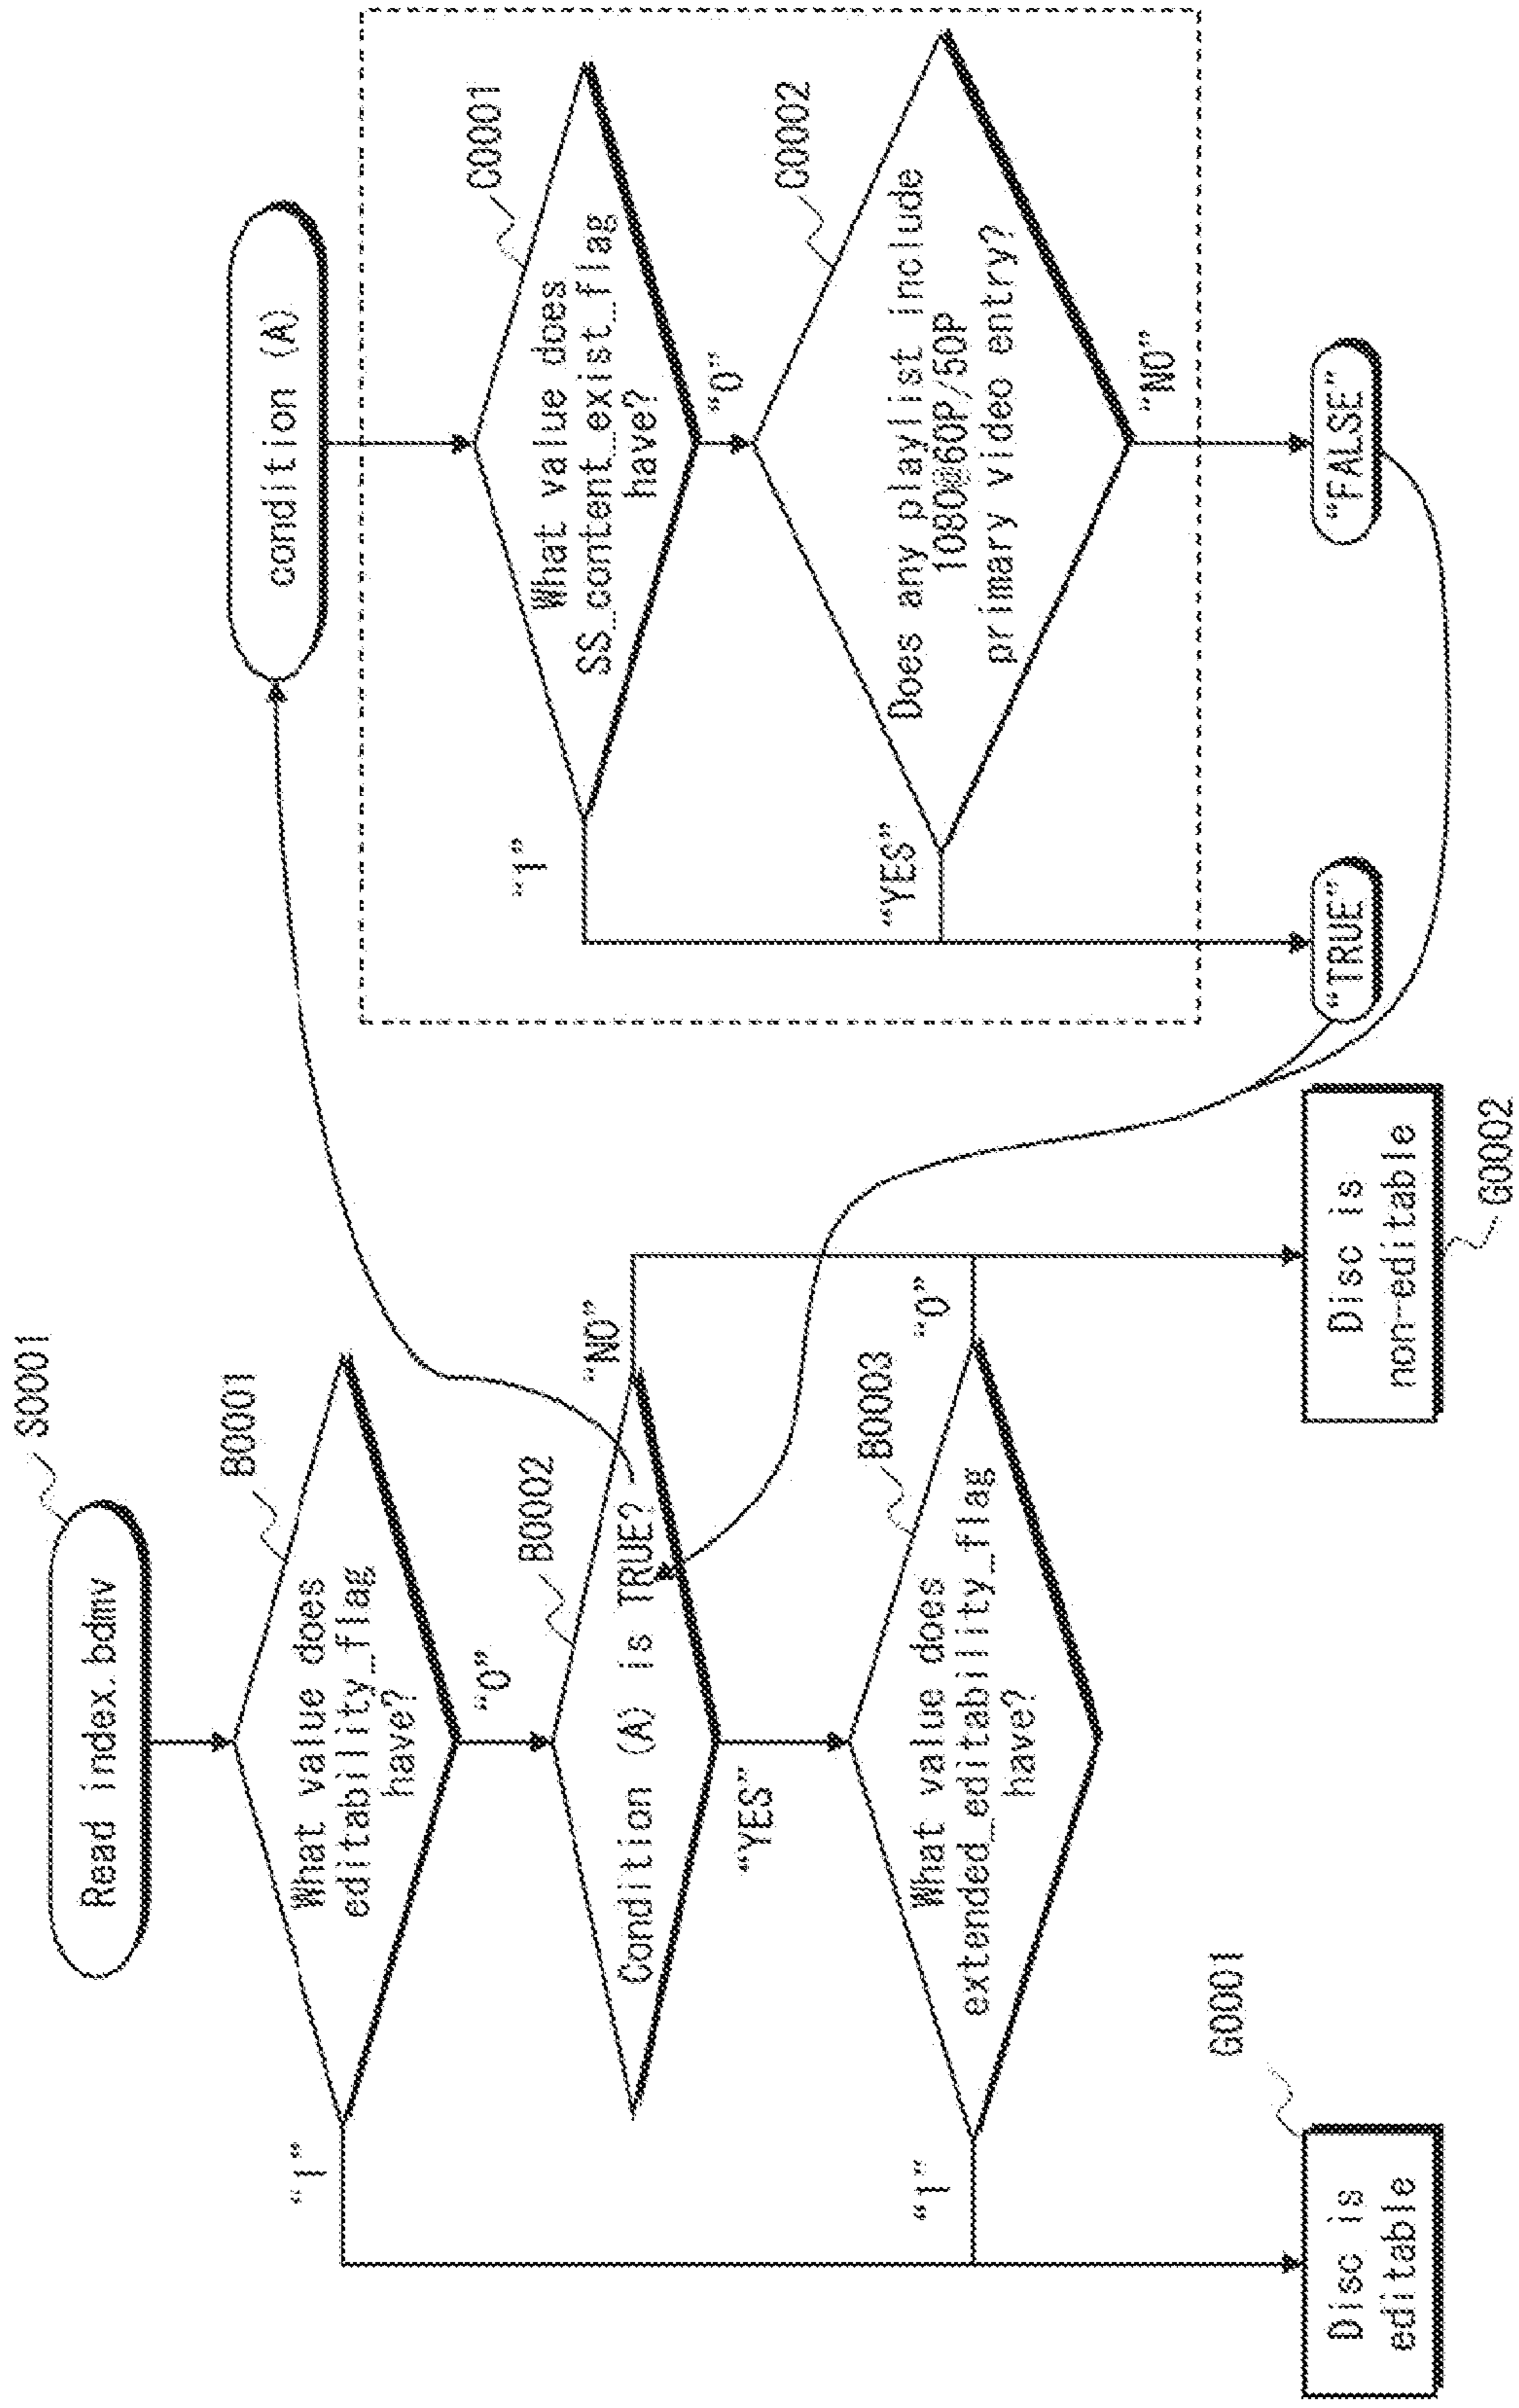 S0001
Read index.bdmv
B0001
What value does
editability_flag
have?
"1"
"0"
B0002
Condition (A) is TRUE?
"NO"
"YES"
B0003
What value does
extended_editability_flag
have?
"1"
"0"
G0001
Disc is
editable
Disc is
non-editable
G0002
condition (A)
C0001
What value does
SS_content_exist_flag
have?
"1"
"0"
C0002
Does any playlist include
1080@60P/50P
primary video entry?
"YES"
"NO"
"TRUE"
"FALSE"